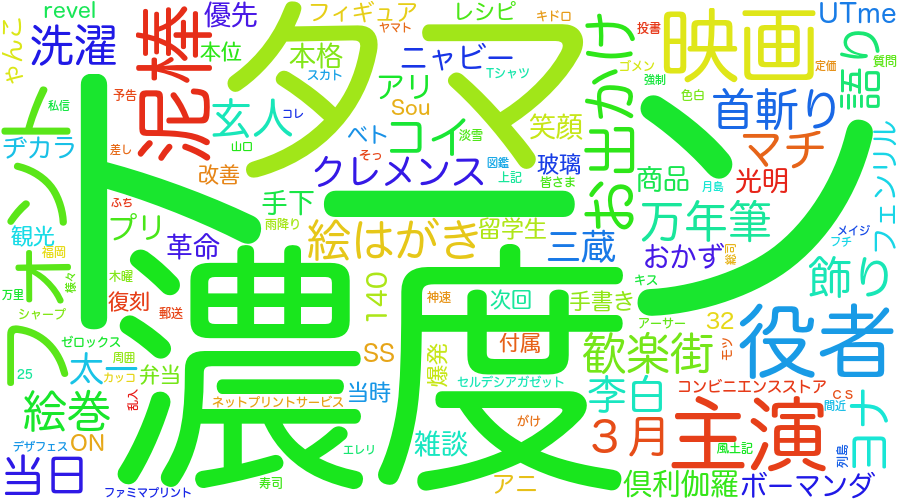 revel
優先
フィギュア
レシピ
キドロ
UTme
ゃんこ
洗濯
泥棒
本位
タマ
ヤマト
本格
ニャビー
お出かけ
投書
映画
語り
定価
質問
ゴメン
スカト
アリ
Tシャツ
強制
色白
首斬り
私信
予告
コレ
玄人
Sou
コイ
淡雪
笑顔
ベト
マチ
フォント
ヂカラ
差し
山口
そっ
トーン
クレメンス
図鑑
玻璃
上記
皆さま
商品
月島
光明
フェンリル
改善
手下
ふち
プリ
雨降り
絵はがき
留学生
万年筆
メイジ
フチ
観光
福岡
革命
三蔵
おかず
総司
木曜
様々
濃度
140
飾り
キス
万里
復刻
郵送
神速
次回
手書き
シャープ
アーサー
32
役者
ゼロックス
SS
付属
歓楽街
モツ
周囲
太一
カッコ
弁当
爆発
25
当時
セルデシアガゼット
李白
コンビニエンスストア
絵巻
乱入
ネットプリントサービス
CS
間近
ヨナ
がけ
3月
主演
デザフェス
ON
エレリ
雑談
風土記
列島
当日
寿司
アニ
倶利伽羅
ボーマンダ
ファミマプリント